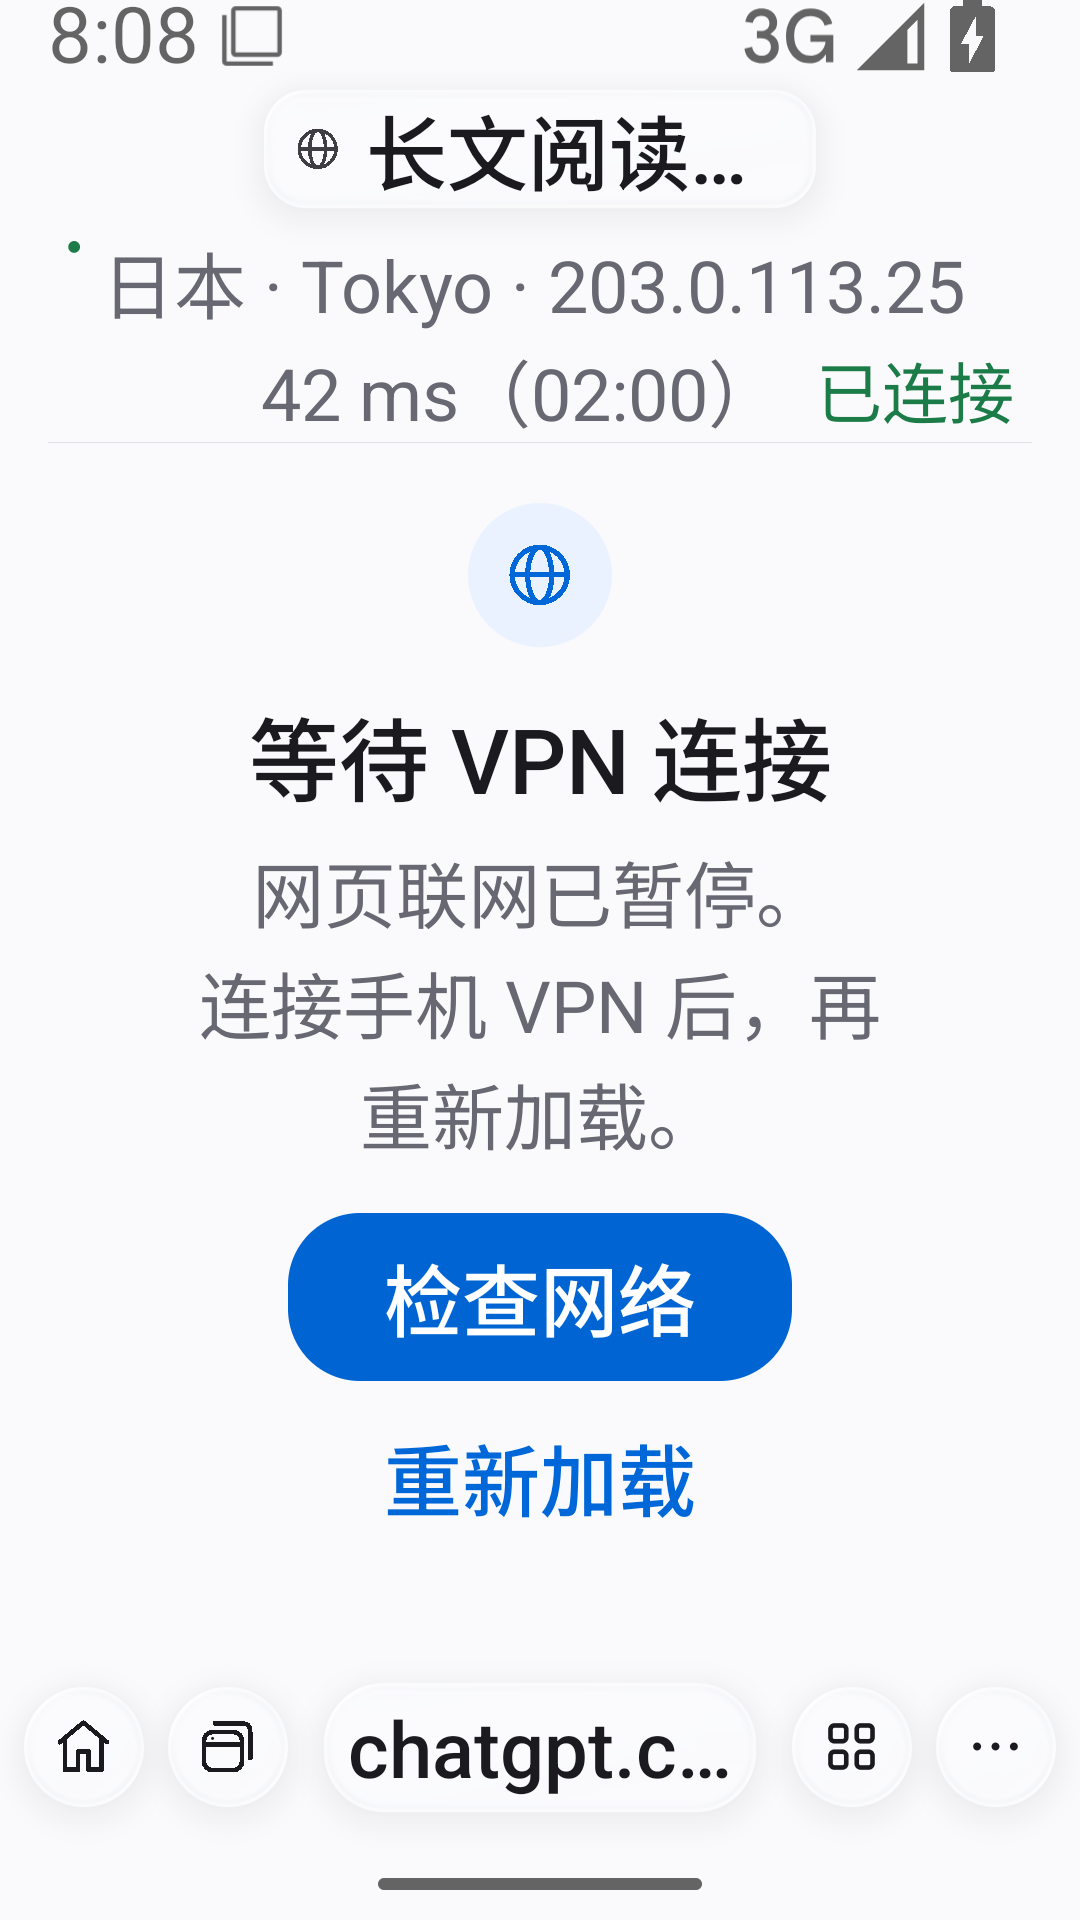 8:08
3G
长文阅读…
日本 · Tokyo · 203.0.113.25
42 ms（02:00） 已连接
等待 VPN 连接
网页联网已暂停。
连接手机 VPN 后，再
重新加载。
检查网络
重新加载
chatgpt.c…